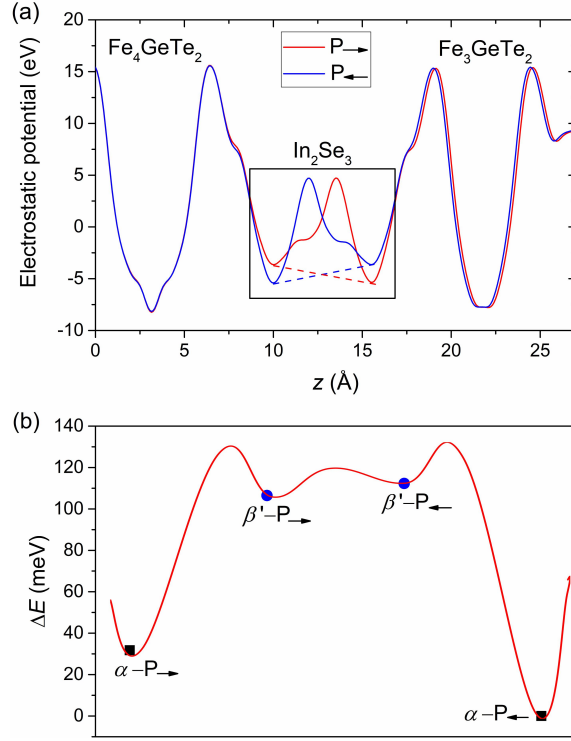 (a)
Fe₄GeTe₂
P→
P←
Fe₃GeTe₂
In₂Se₃
Electrostatic potential (eV)
20
15
10
5
0
-5
-10
0
5
10
15
20
25
z (Å)
(b)
ΔE (meV)
140
120
100
80
60
40
20
0
β'−P→
β'−P←
α−P→
α−P←